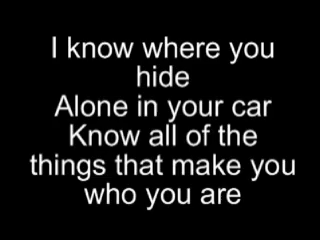 I know where you
hide
Alone in your car
Know all of the
things that make you
who you are